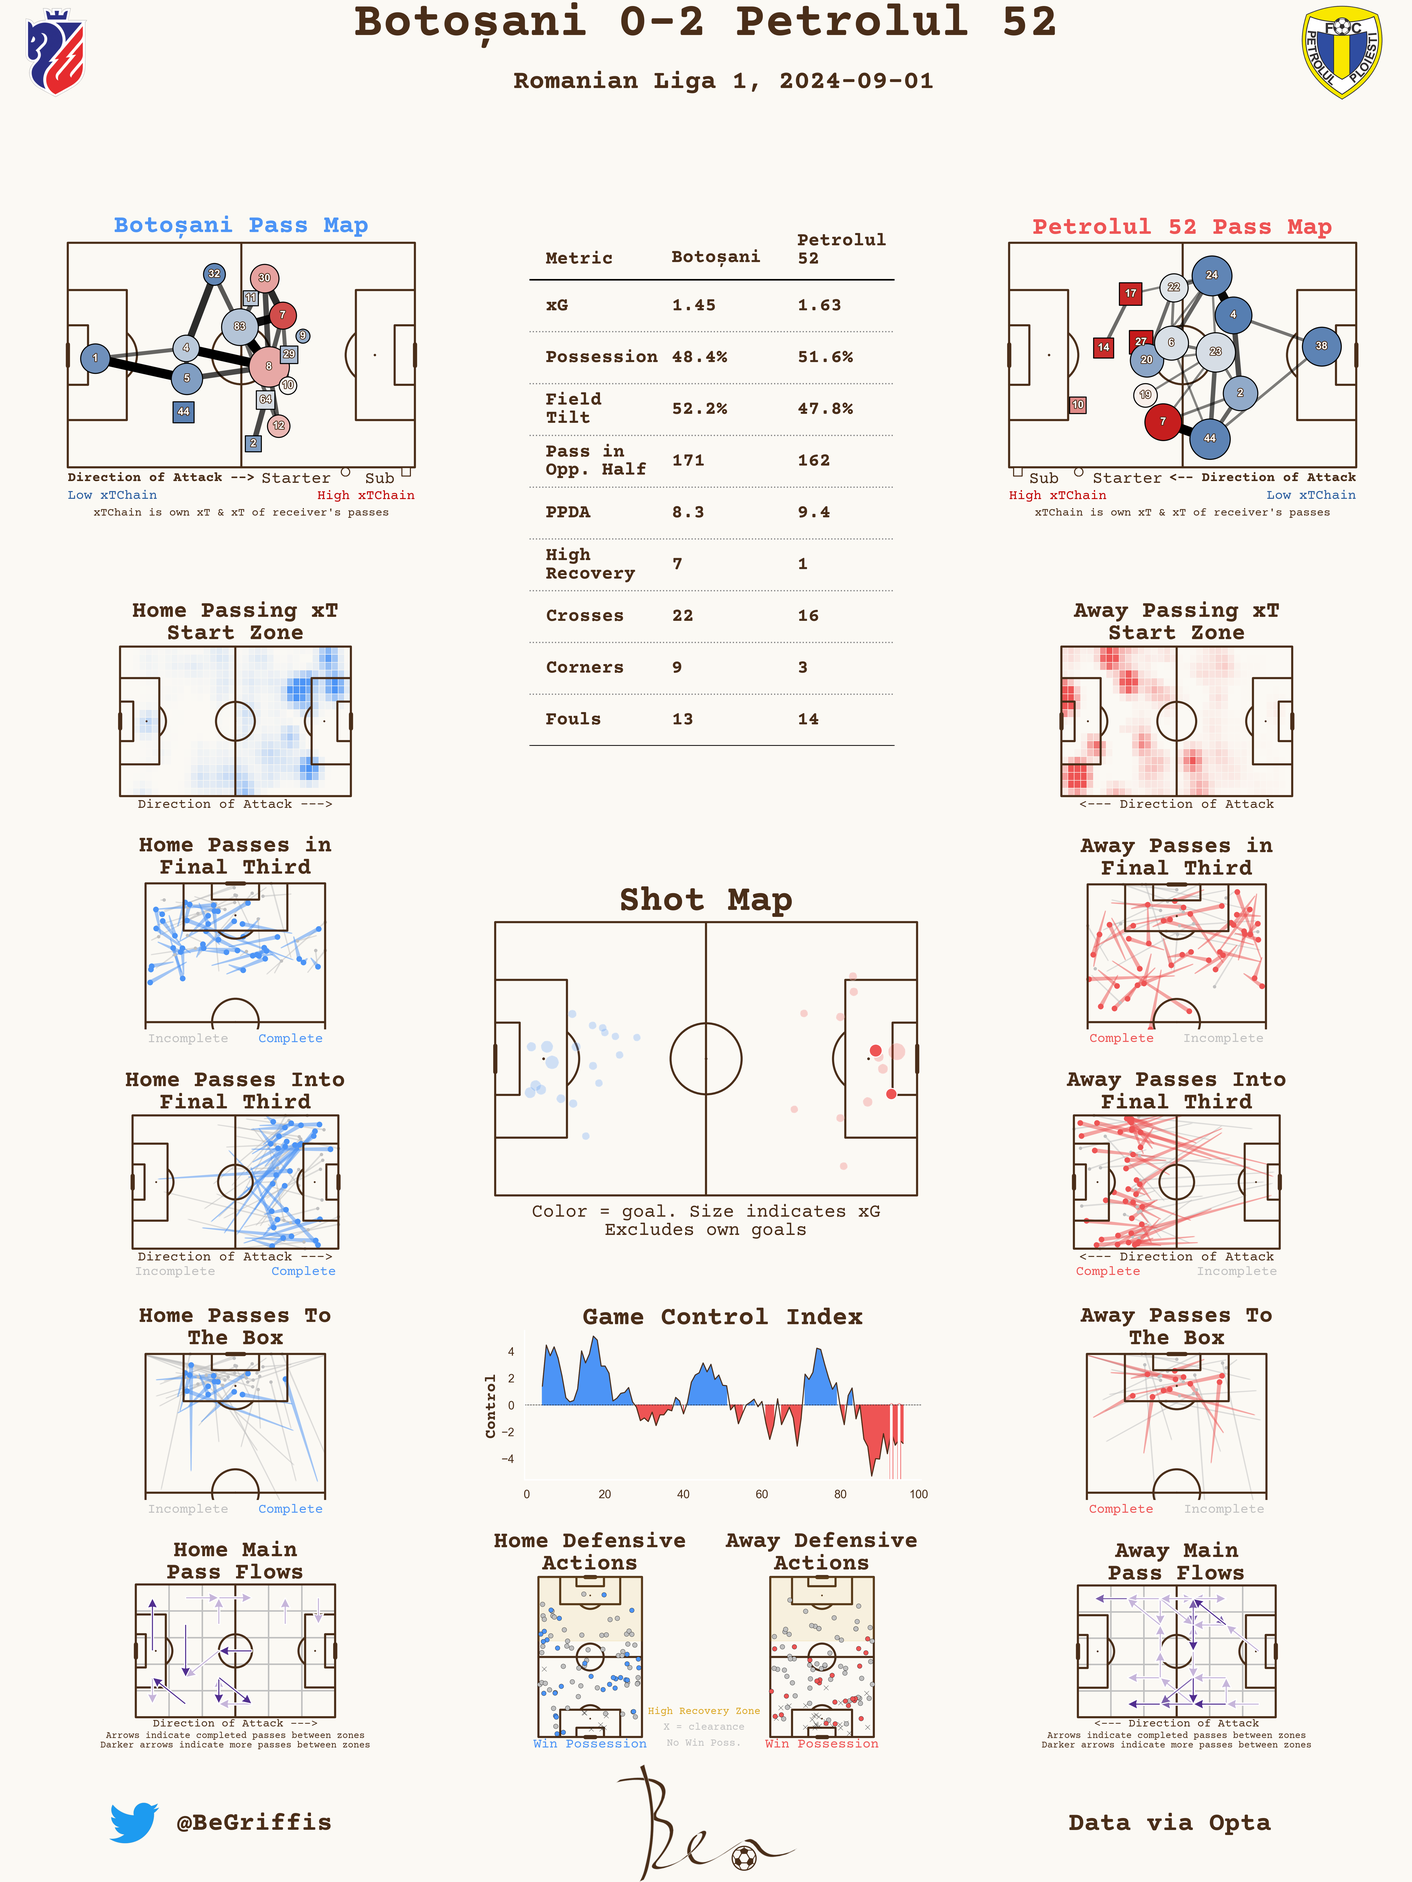 Botoșani 0-2 Petrolul 52
Romanian Liga 1, 2024-09-01
FC
PETROLUL
PLOIESTI
Botoșani Pass Map
32
30
11
7
83
9
4
29
1
8
5
10
64
44
12
2
Direction of Attack --> Starter Sub
Low xTChain High xTChain
xTChain is own xT & xT of receiver's passes
Metric Botoșani Petrolul
52
xG 1.45 1.63
Possession 48.4% 51.6%
Field
Tilt 52.2% 47.8%
Pass in
Opp. Half 171 162
PPDA 8.3 9.4
High
Recovery 7 1
Crosses 22 16
Corners 9 3
Fouls 13 14
Petrolul 52 Pass Map
24
22
17
4
27
6
14
38
23
20
2
19
10
7
44
Sub Starter <-- Direction of Attack
High xTChain Low xTChain
xTChain is own xT & xT of receiver's passes
Home Passing xT
Start Zone
Direction of Attack --->
Away Passing xT
Start Zone
<--- Direction of Attack
Home Passes in
Final Third
Incomplete Complete
Away Passes in
Final Third
Complete Incomplete
Shot Map
Color = goal. Size indicates xG
Excludes own goals
Home Passes Into
Final Third
Direction of Attack --->
Incomplete Complete
Away Passes Into
Final Third
<--- Direction of Attack
Complete Incomplete
Home Passes To
The Box
Incomplete Complete
Game Control Index
Control
4
2
0
−2
−4
0 20 40 60 80 100
Away Passes To
The Box
Complete Incomplete
Home Main
Pass Flows
Direction of Attack --->
Arrows indicate completed passes between zones
Darker arrows indicate more passes between zones
Home Defensive
Actions
Win Possession
Away Defensive
Actions
Win Possession
High Recovery Zone
X = clearance
No Win Poss.
Away Main
Pass Flows
<--- Direction of Attack
Arrows indicate completed passes between zones
Darker arrows indicate more passes between zones
@BeGriffis
Ben
Data via Opta